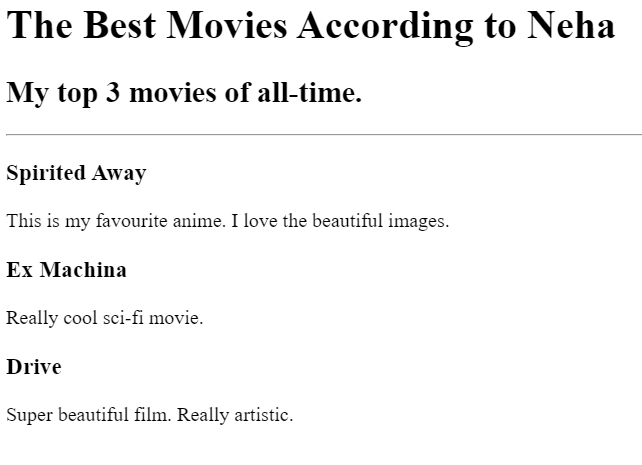 The Best Movies According to Neha
My top 3 movies of all-time.
Spirited Away
This is my favourite anime. I love the beautiful images.
Ex Machina
Really cool sci-fi movie.
Drive
Super beautiful film. Really artistic.